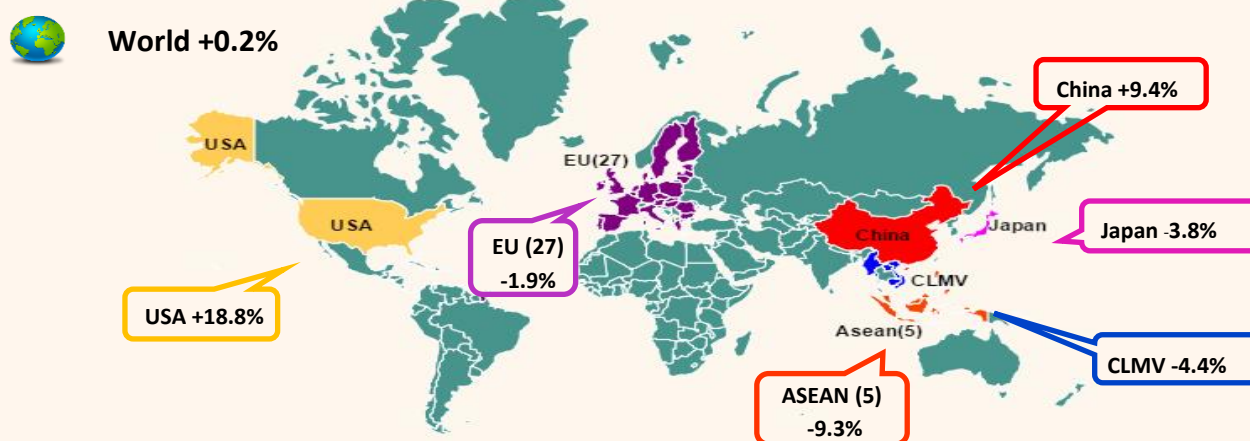 World +0.2%
China +9.4%
USA
EU(27)
USA
China
Japan
Japan -3.8%
EU (27)
-1.9%
CLMV
USA +18.8%
Asean(5)
CLMV -4.4%
ASEAN (5)
-9.3%